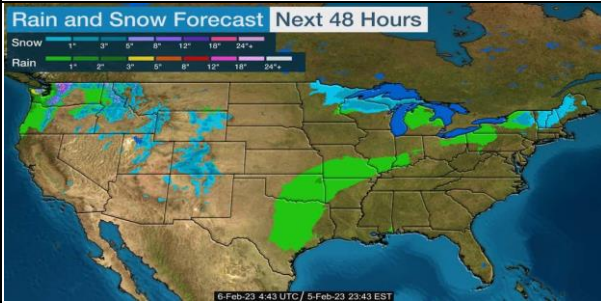 Rain and Snow Forecast Next 48 Hours
Snow 1" 3" 5" 8" 12" 18" 24"+
Rain 1" 2" 3" 5" 8" 12" 18" 24"+
6-Feb-23 4:43 UTC / 5-Feb-23 23:43 EST